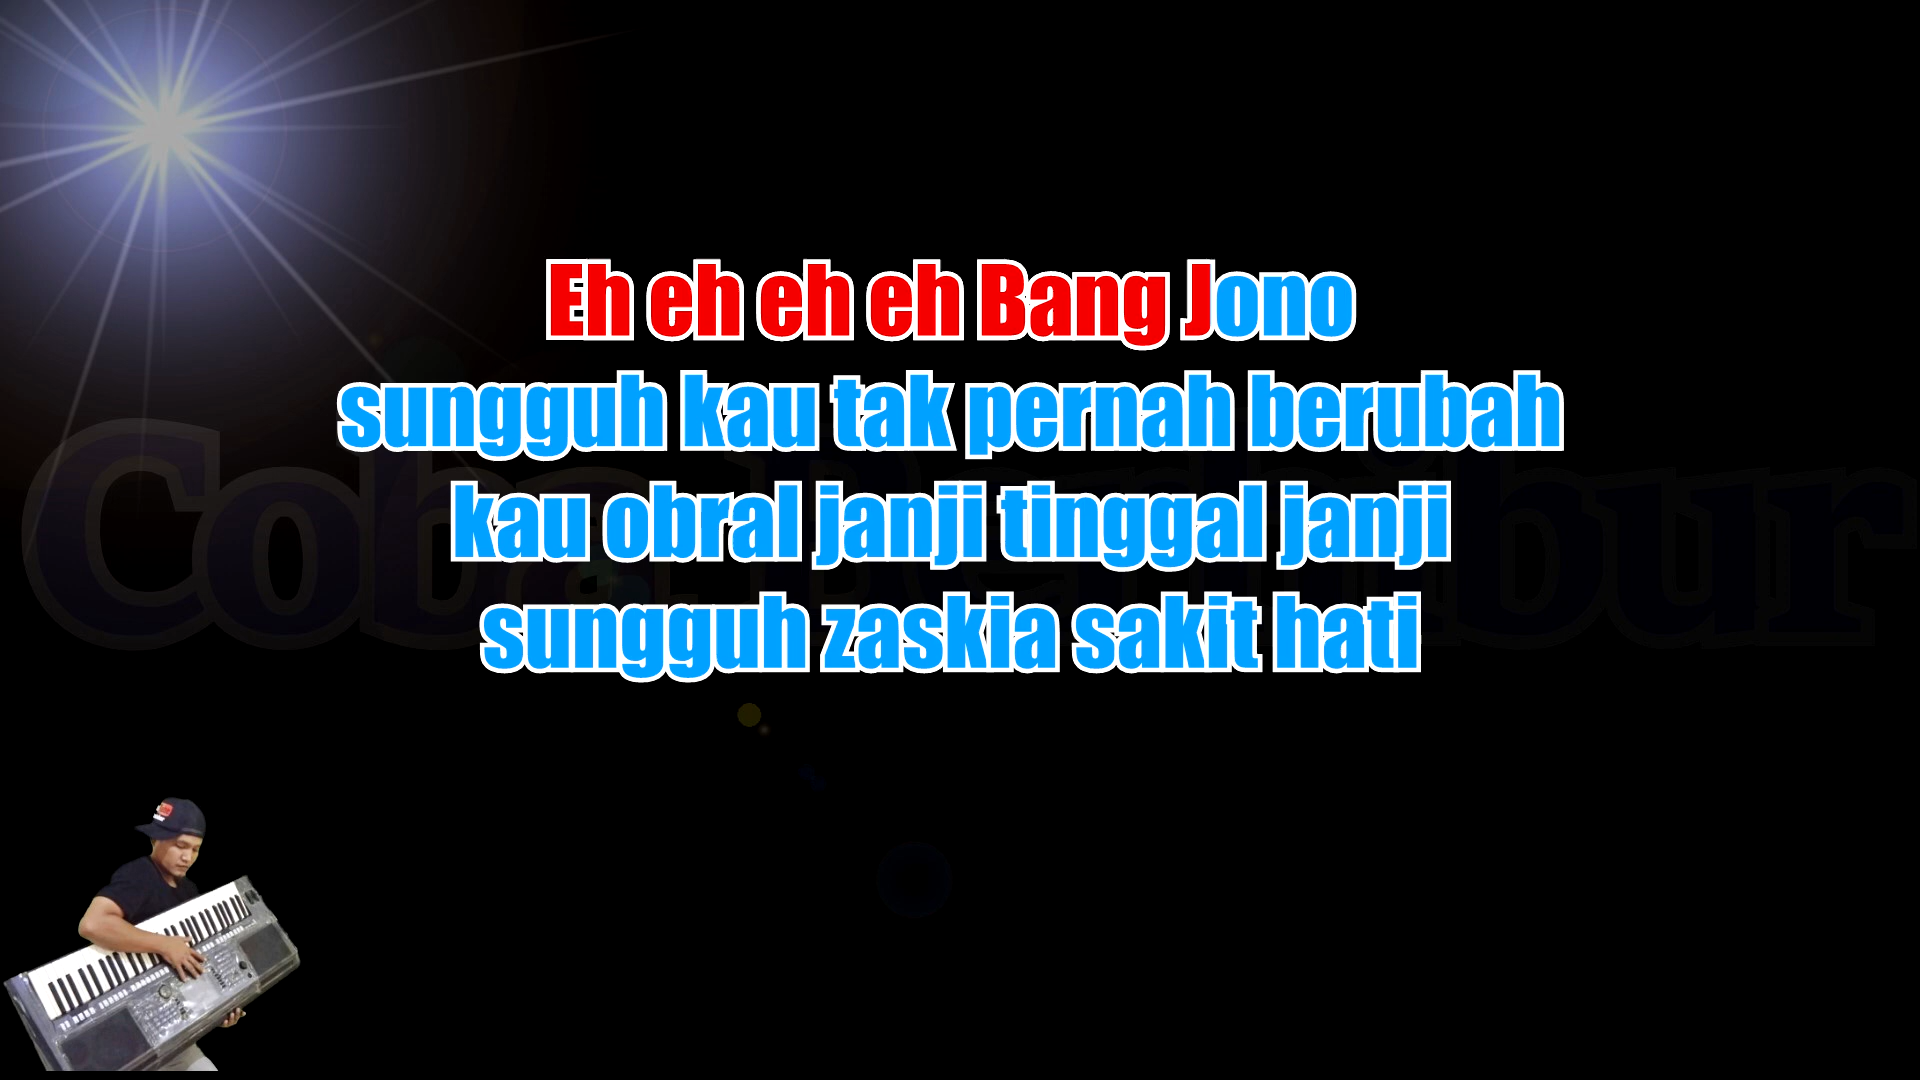 Eh eh eh eh Bang Jono
sungguh kau tak pernah berubah
kau obral janji tinggal janji
sungguh zaskia sakit hati